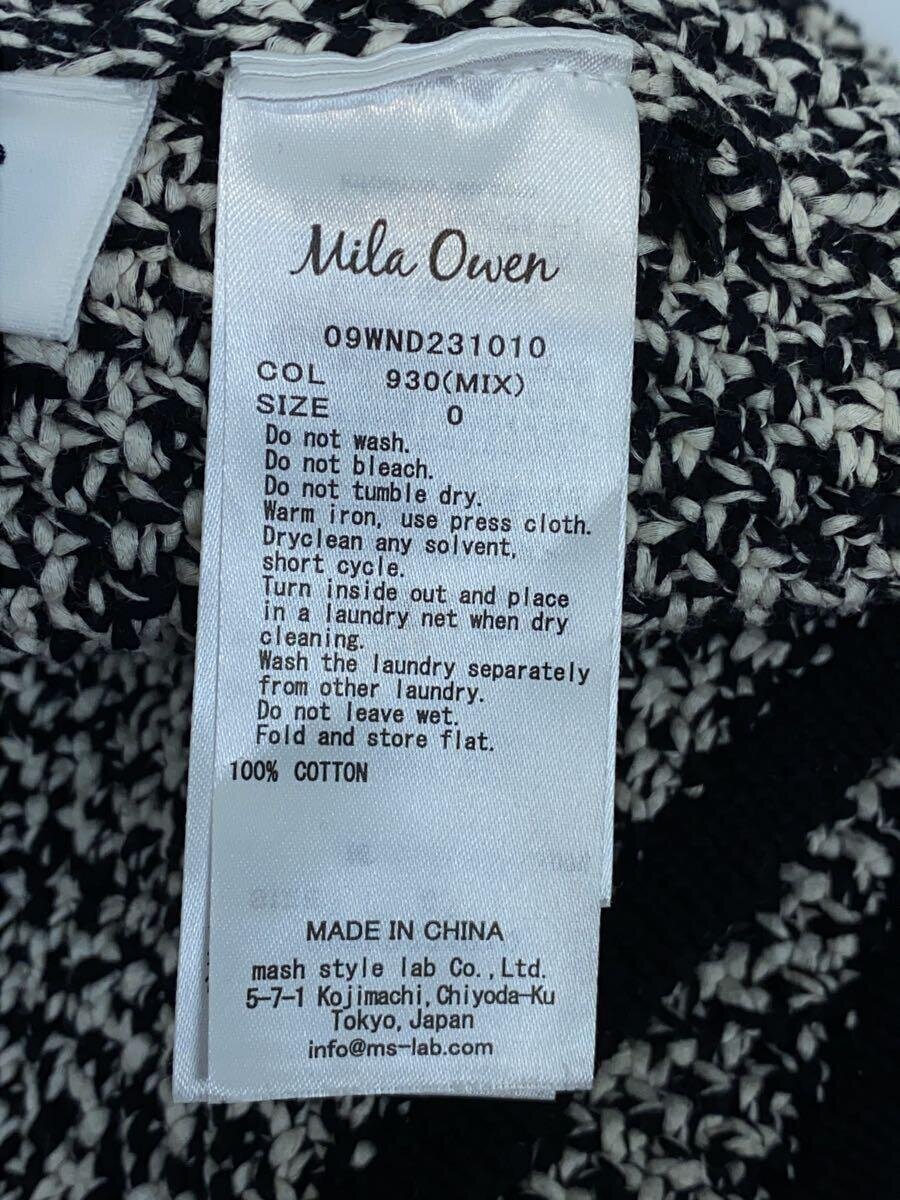 Mila Owen
09WND231010
COL 930(MIX)
SIZE 0
Do not wash.
Do not bleach.
Do not tumble dry.
Warm iron, use press cloth.
Dryclean any solvent,
short cycle.
Turn inside out and place
in a laundry net when dry
cleaning.
Wash the laundry separately
from other laundry.
Do not leave wet.
Fold and store flat.
100% COTTON
MADE IN CHINA
mash style lab Co.,Ltd.
5-7-1 Kojimachi,Chiyoda-Ku
Tokyo,Japan
info@ms-lab.com